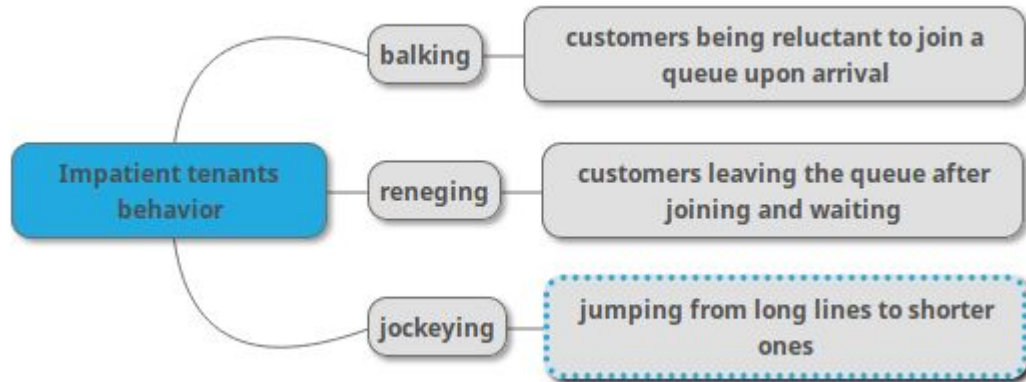 balking
customers being reluctant to join a
queue upon arrival
Impatient tenants
behavior
reneging
customers leaving the queue after
joining and waiting
jockeying
jumping from long lines to shorter
ones